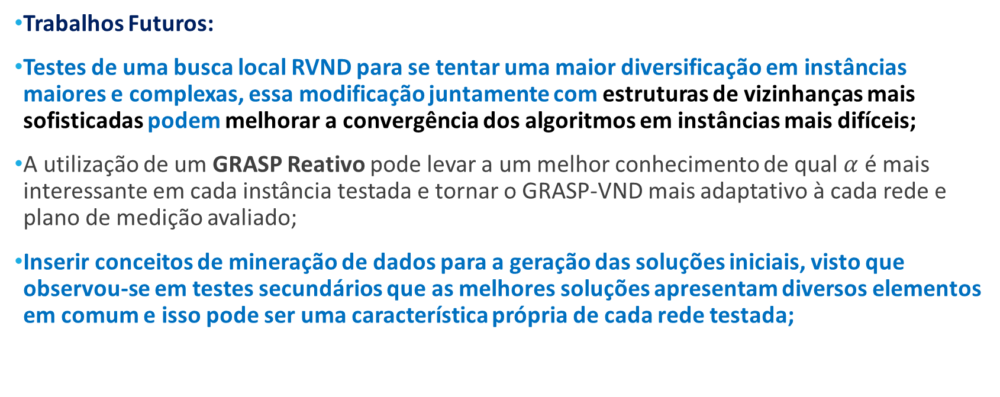 •Trabalhos Futuros:
•Testes de uma busca local RVND para se tentar uma maior diversificação em instâncias
maiores e complexas, essa modificação juntamente com estruturas de vizinhanças mais
sofisticadas podem melhorar a convergência dos algoritmos em instâncias mais difíceis;
•A utilização de um GRASP Reativo pode levar a um melhor conhecimento de qual 𝛼 é mais
interessante em cada instância testada e tornar o GRASP-VND mais adaptativo à cada rede e
plano de medição avaliado;
•Inserir conceitos de mineração de dados para a geração das soluções iniciais, visto que
observou-se em testes secundários que as melhores soluções apresentam diversos elementos
em comum e isso pode ser uma característica própria de cada rede testada;